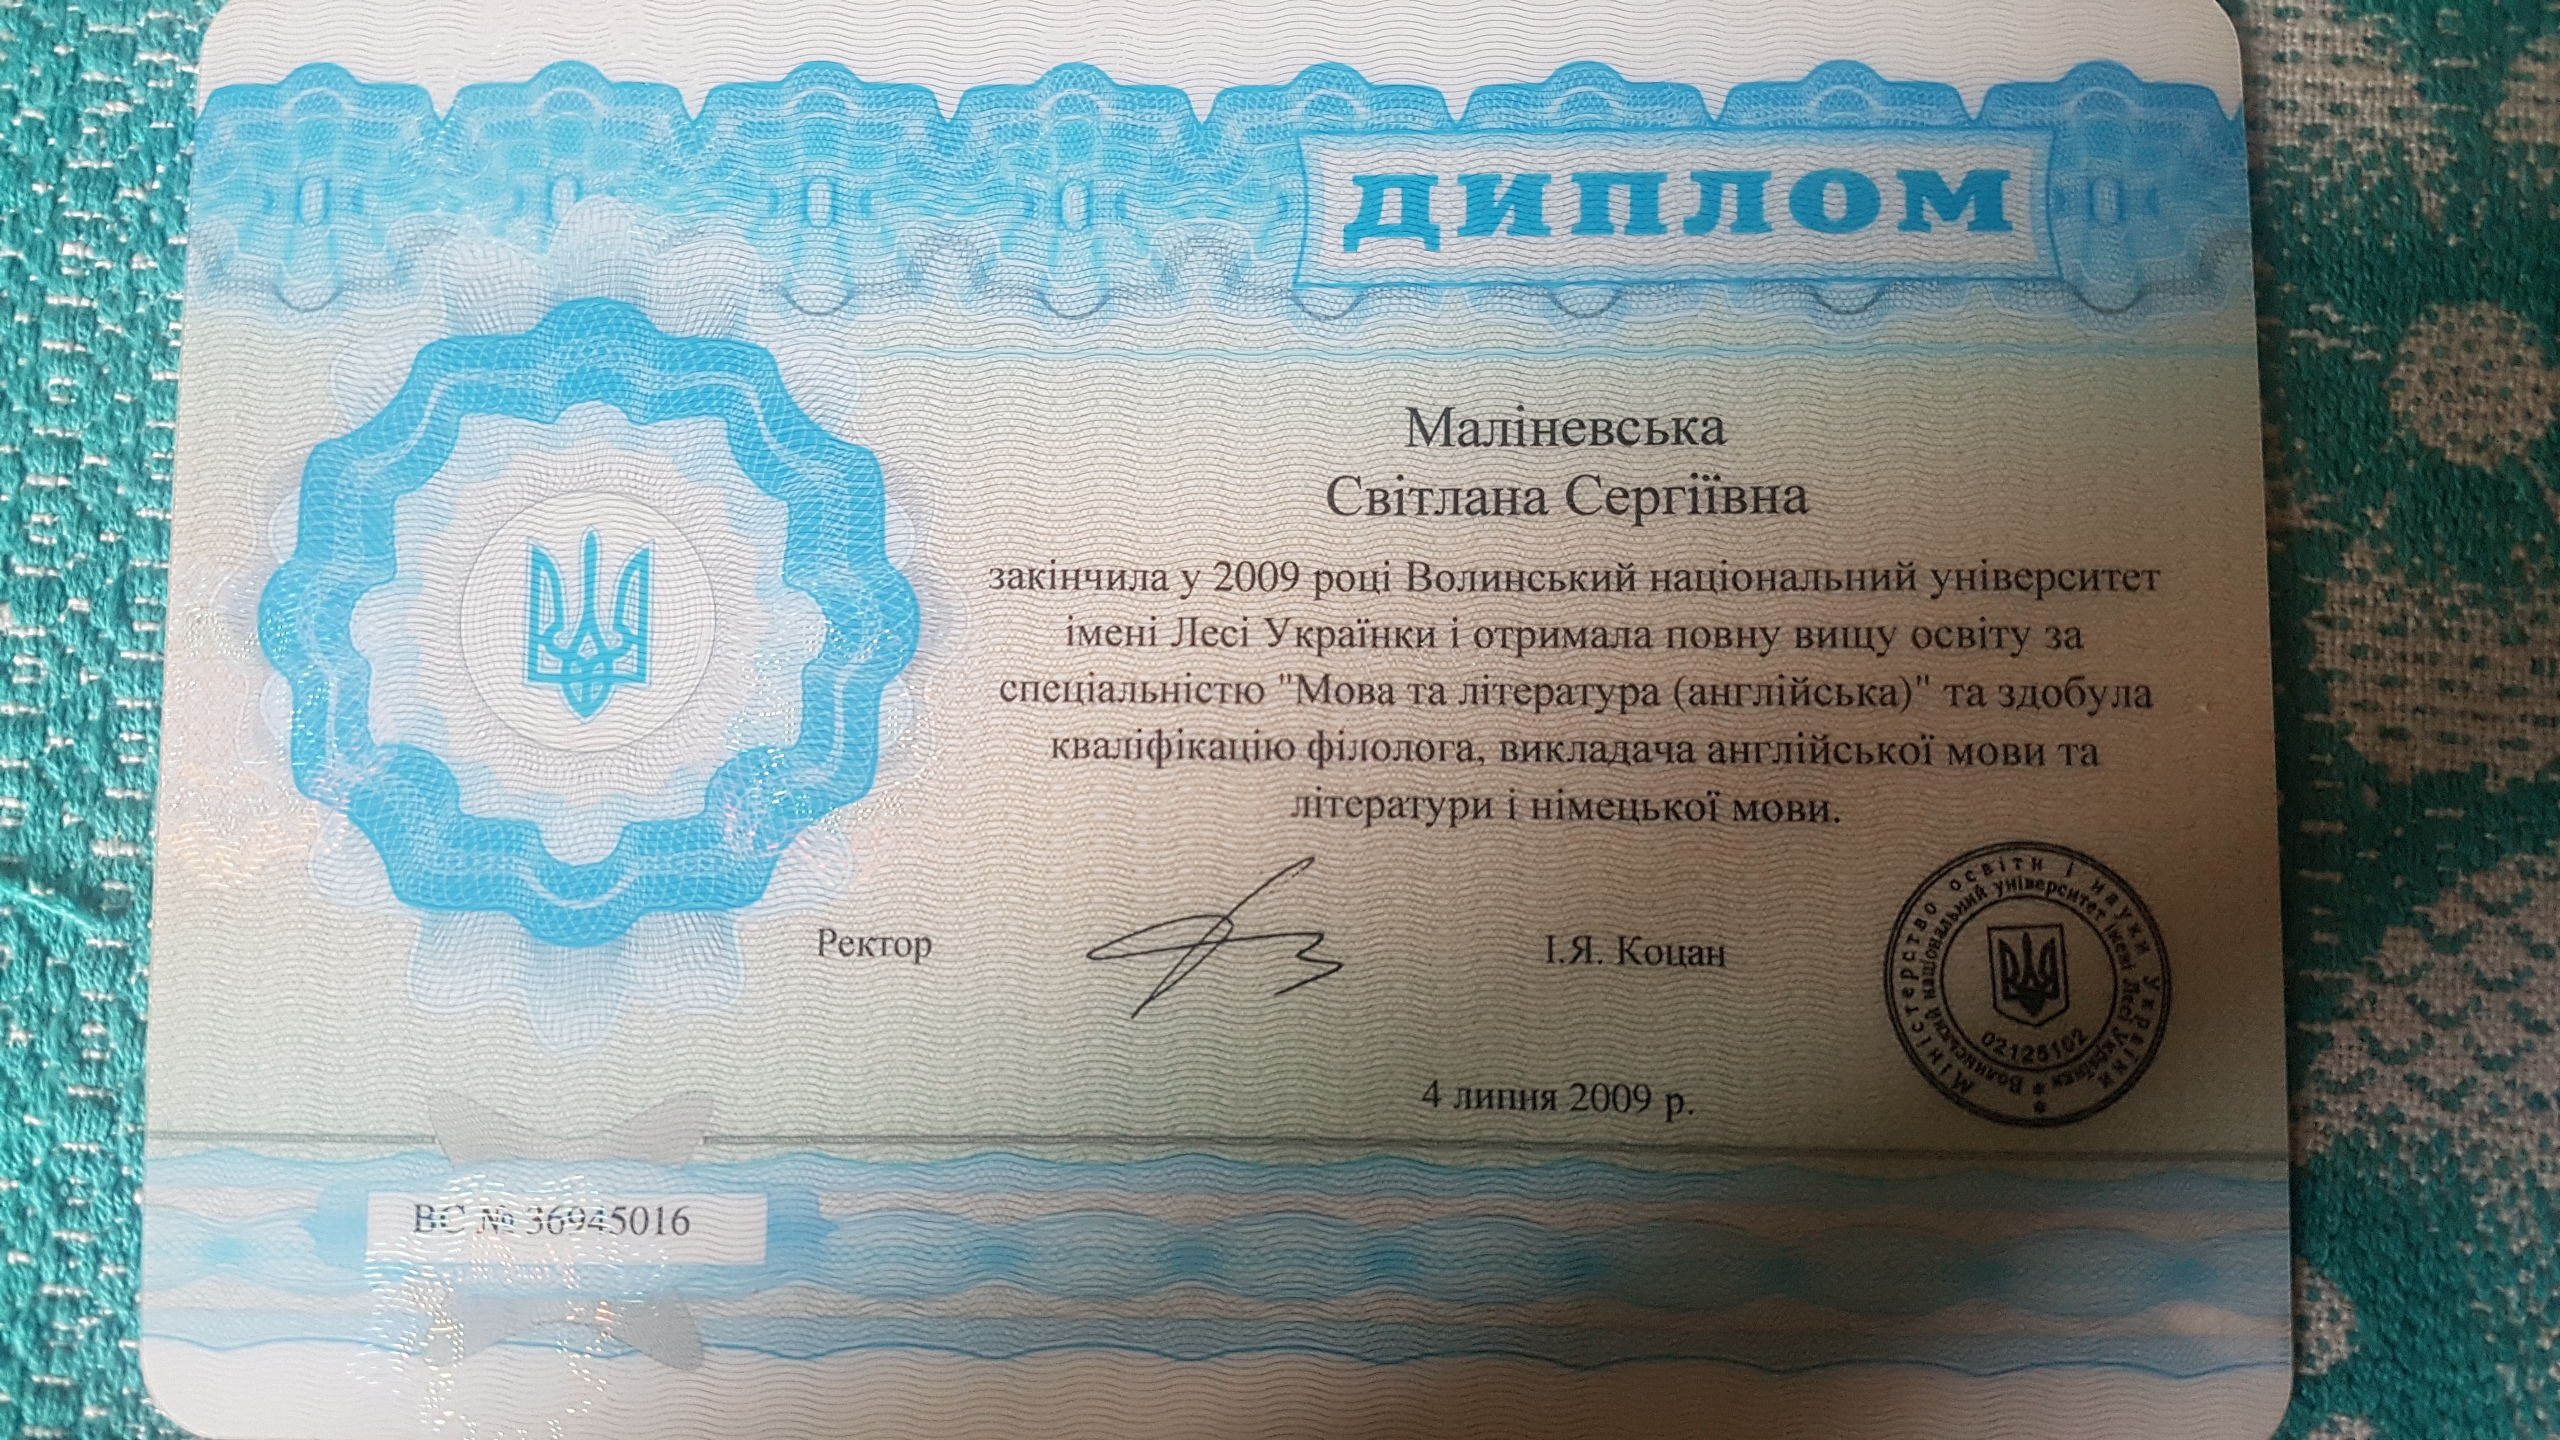 ДИПЛОМ
Маліневська
Світлана Сергіївна
закінчила у 2009 році Волинський національний університет
імені Лесі Українки і отримала повну вищу освіту за
спеціальністю "Мова та література (англійська)" та здобула
кваліфікацію філолога, викладача англійської мови та
літератури і німецької мови.
Ректор І.Я. Коцан
Міністерство освіти і науки України
Волинський національний університет імені Лесі Українки
02125102
4 липня 2009 р.
ВС № 36945016